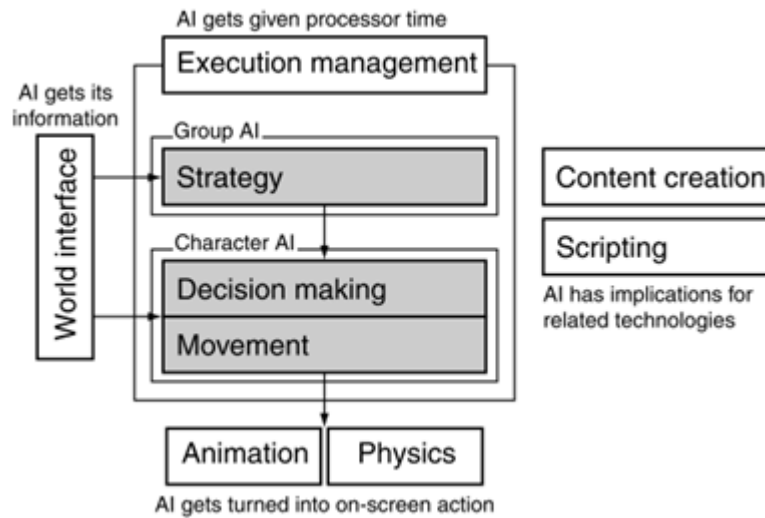 AI gets given processor time
Execution management
AI gets its
information
World interface
Group AI
Strategy
Character AI
Decision making
Movement
Animation
Physics
AI gets turned into on-screen action
Content creation
Scripting
AI has implications for
related technologies